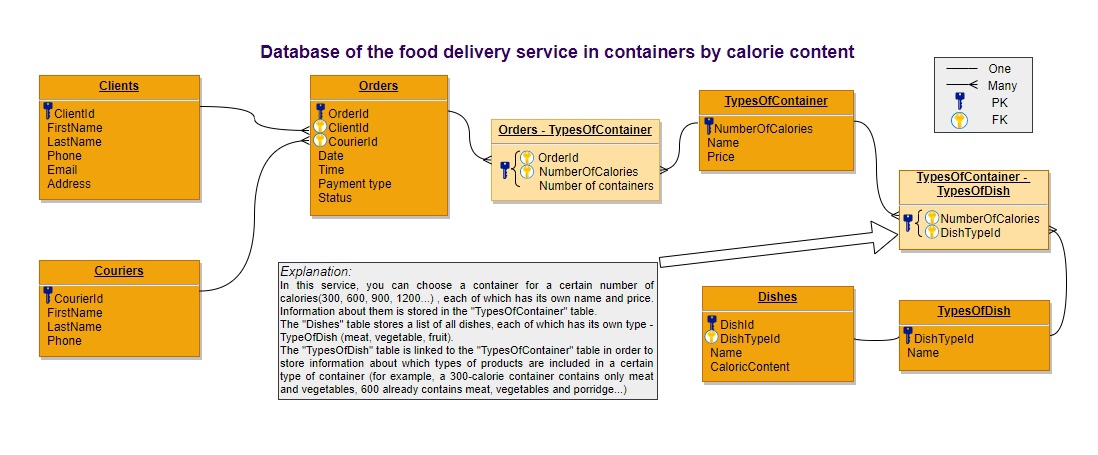 Database of the food delivery service in containers by calorie content
Clients
ClientId
FirstName
LastName
Phone
Email
Address
Orders
OrderId
ClientId
CourierId
Date
Time
Payment type
Status
Orders - TypesOfContainer
OrderId
NumberOfCalories
Number of containers
TypesOfContainer
NumberOfCalories
Name
Price
One
Many
PK
FK
TypesOfContainer -
TypesOfDish
NumberOfCalories
DishTypeId
Couriers
CourierId
FirstName
LastName
Phone
Explanation:
In this service, you can choose a container for a certain number of
calories(300, 600, 900, 1200...) , each of which has its own name and price.
Information about them is stored in the "TypesOfContainer" table.
The "Dishes" table stores a list of all dishes, each of which has its own type -
TypeOfDish (meat, vegetable, fruit).
The "TypesOfDish" table is linked to the "TypesOfContainer" table in order to
store information about which types of products are included in a certain
type of container (for example, a 300-calorie container contains only meat
and vegetables, 600 already contains meat, vegetables and porridge...)
Dishes
DishId
DishTypeId
Name
CaloricContent
TypesOfDish
DishTypeId
Name